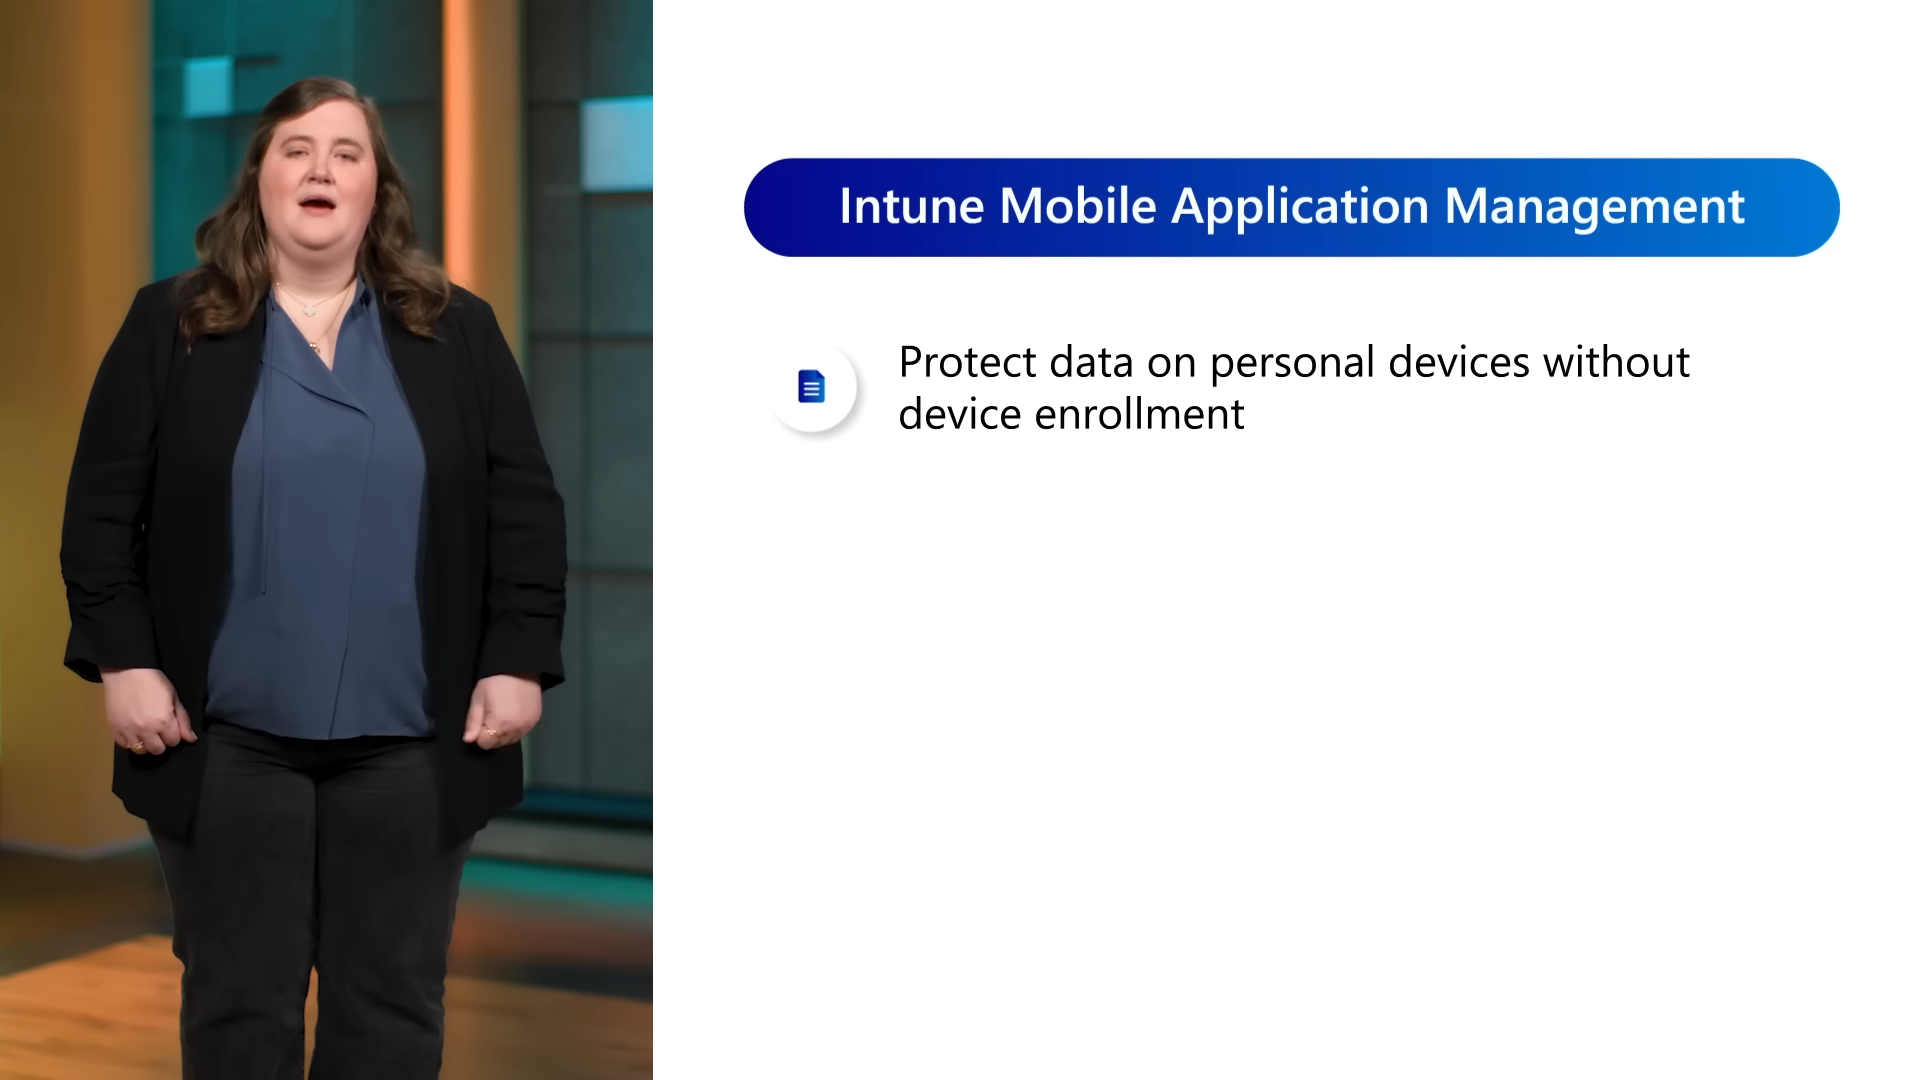 Intune Mobile Application Management
Protect data on personal devices without
device enrollment